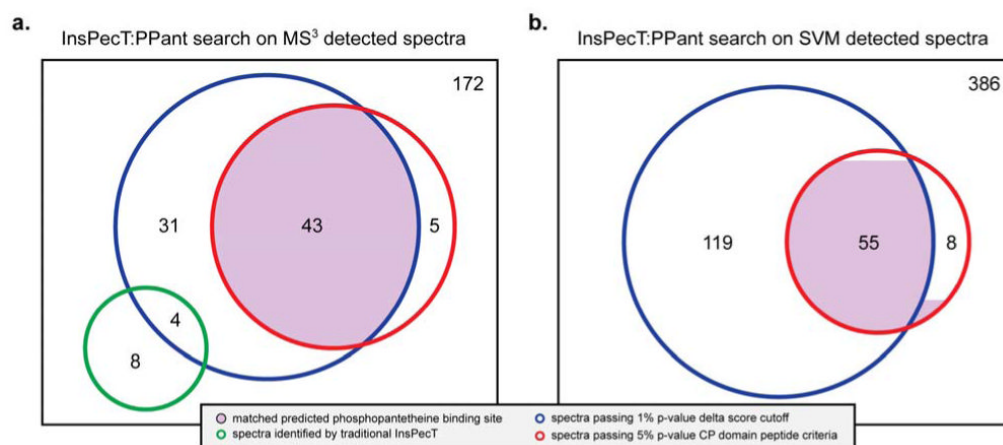 a.
InsPecT:PPant search on MS³ detected spectra
172
31
43
5
4
8
b.
InsPecT:PPant search on SVM detected spectra
386
119
55
8
matched predicted phosphopantetheine binding site
spectra identified by traditional InsPecT
spectra passing 1% p-value delta score cutoff
spectra passing 5% p-value CP domain peptide criteria